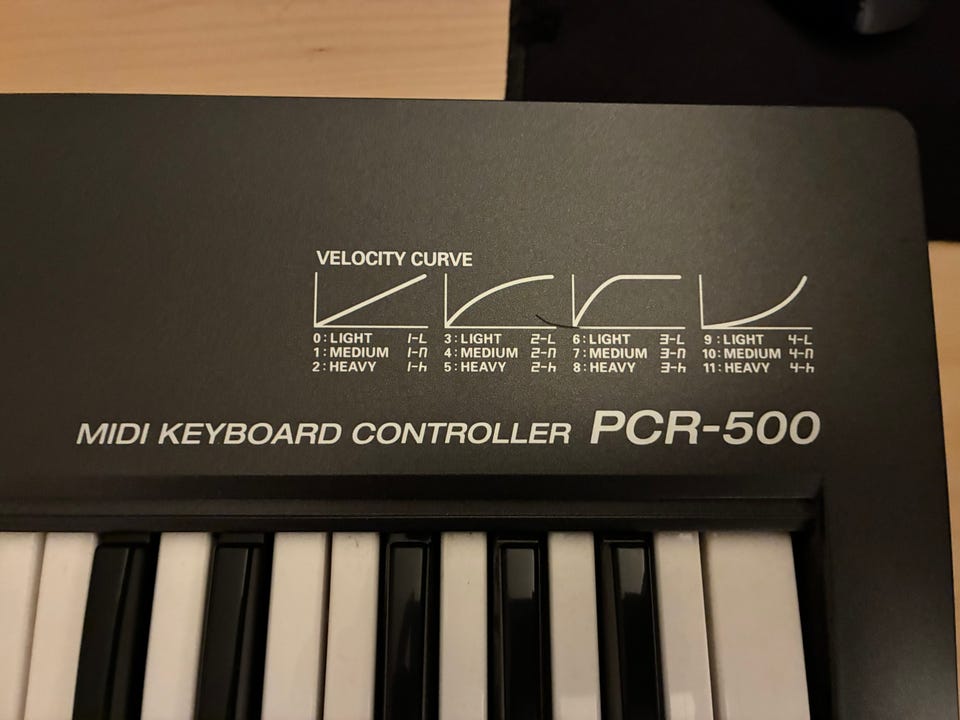 VELOCITY CURVE
0 : LIGHT 1-L 3 : LIGHT 2-L 6 : LIGHT 3-L 9 : LIGHT 4-L
1 : MEDIUM 1-n 4 : MEDIUM 2-n 7 : MEDIUM 3-n 10 : MEDIUM 4-n
2 : HEAVY 1-h 5 : HEAVY 2-h 8 : HEAVY 3-h 11 : HEAVY 4-h
MIDI KEYBOARD CONTROLLER PCR-500